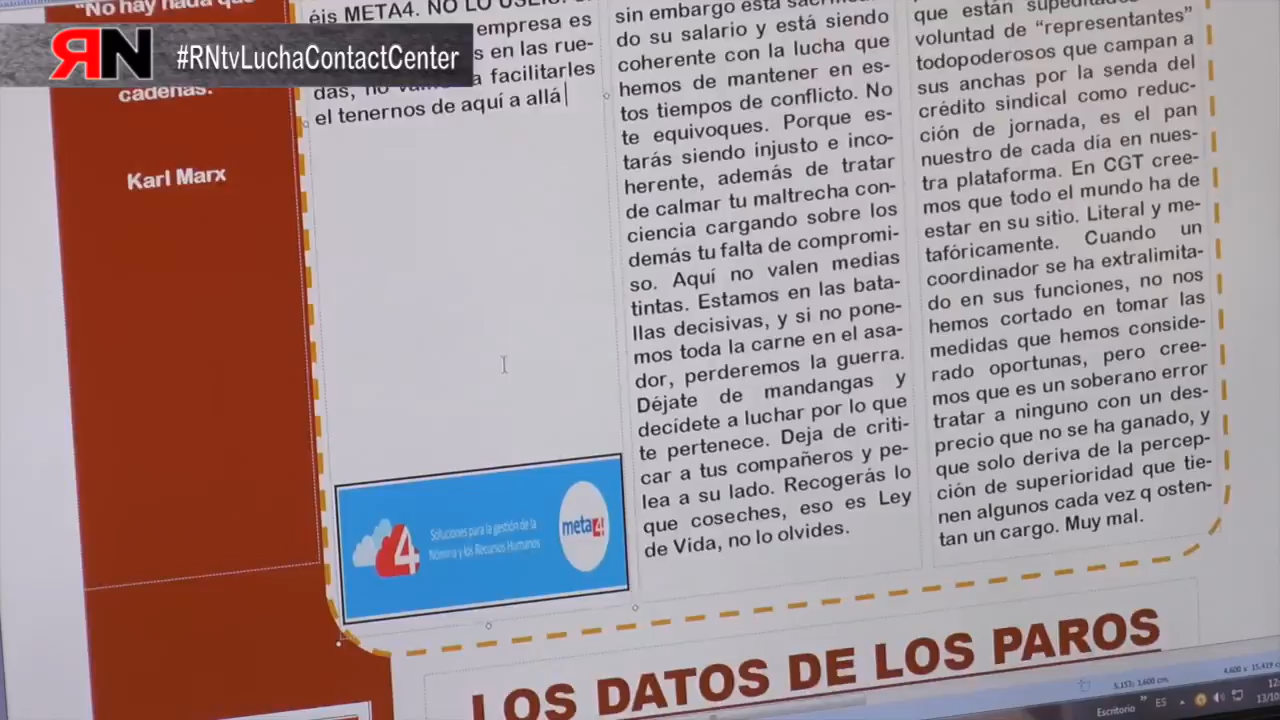 RN
#RNtvLuchaContactCenter
"No hay nada que
cadenas.
Karl Marx
éis META4. NO LO
empresa es
s en las rue-
a facilitarles
das, no
el tenernos de aquí a allá
sin embargo está
do su salario y está siendo
coherente con la lucha que
hemos de mantener en es-
tos tiempos de conflicto. No
te equivoques. Porque es-
tarás siendo injusto e inco-
herente, además de tratar
de calmar tu maltrecha con-
ciencia cargando sobre los
demás tu falta de compromi-
so. Aquí no valen medias
tintas. Estamos en las bata-
llas decisivas, y si no pone-
mos toda la carne en el asa-
dor, perderemos la guerra.
Déjate de mandangas y
decídete a luchar por lo que
te pertenece. Deja de criti-
car a tus compañeros y pe-
lea a su lado. Recogerás lo
que coseches, eso es Ley
de Vida, no lo olvides.
que están
voluntad de “representantes”
todopoderosos que campan a
sus anchas por la senda del
crédito sindical como reduc-
ción de jornada, es el pan
nuestro de cada día en nues-
tra plataforma. En CGT cree-
mos que todo el mundo ha de
estar en su sitio. Literal y me-
tafóricamente. Cuando un
coordinador se ha extralimita-
do en sus funciones, no nos
hemos cortado en tomar las
medidas que hemos conside-
rado oportunas, pero cree-
mos que es un soberano error
tratar a ninguno con un des-
precio que no se ha ganado, y
que solo deriva de la percep-
ción de superioridad que tie-
nen algunos cada vez q osten-
tan un cargo. Muy mal.
4
Soluciones para la gestión de la
Nómina y los Recursos Humanos
meta4
LOS DATOS DE LOS PAROS
Escritorio
ES